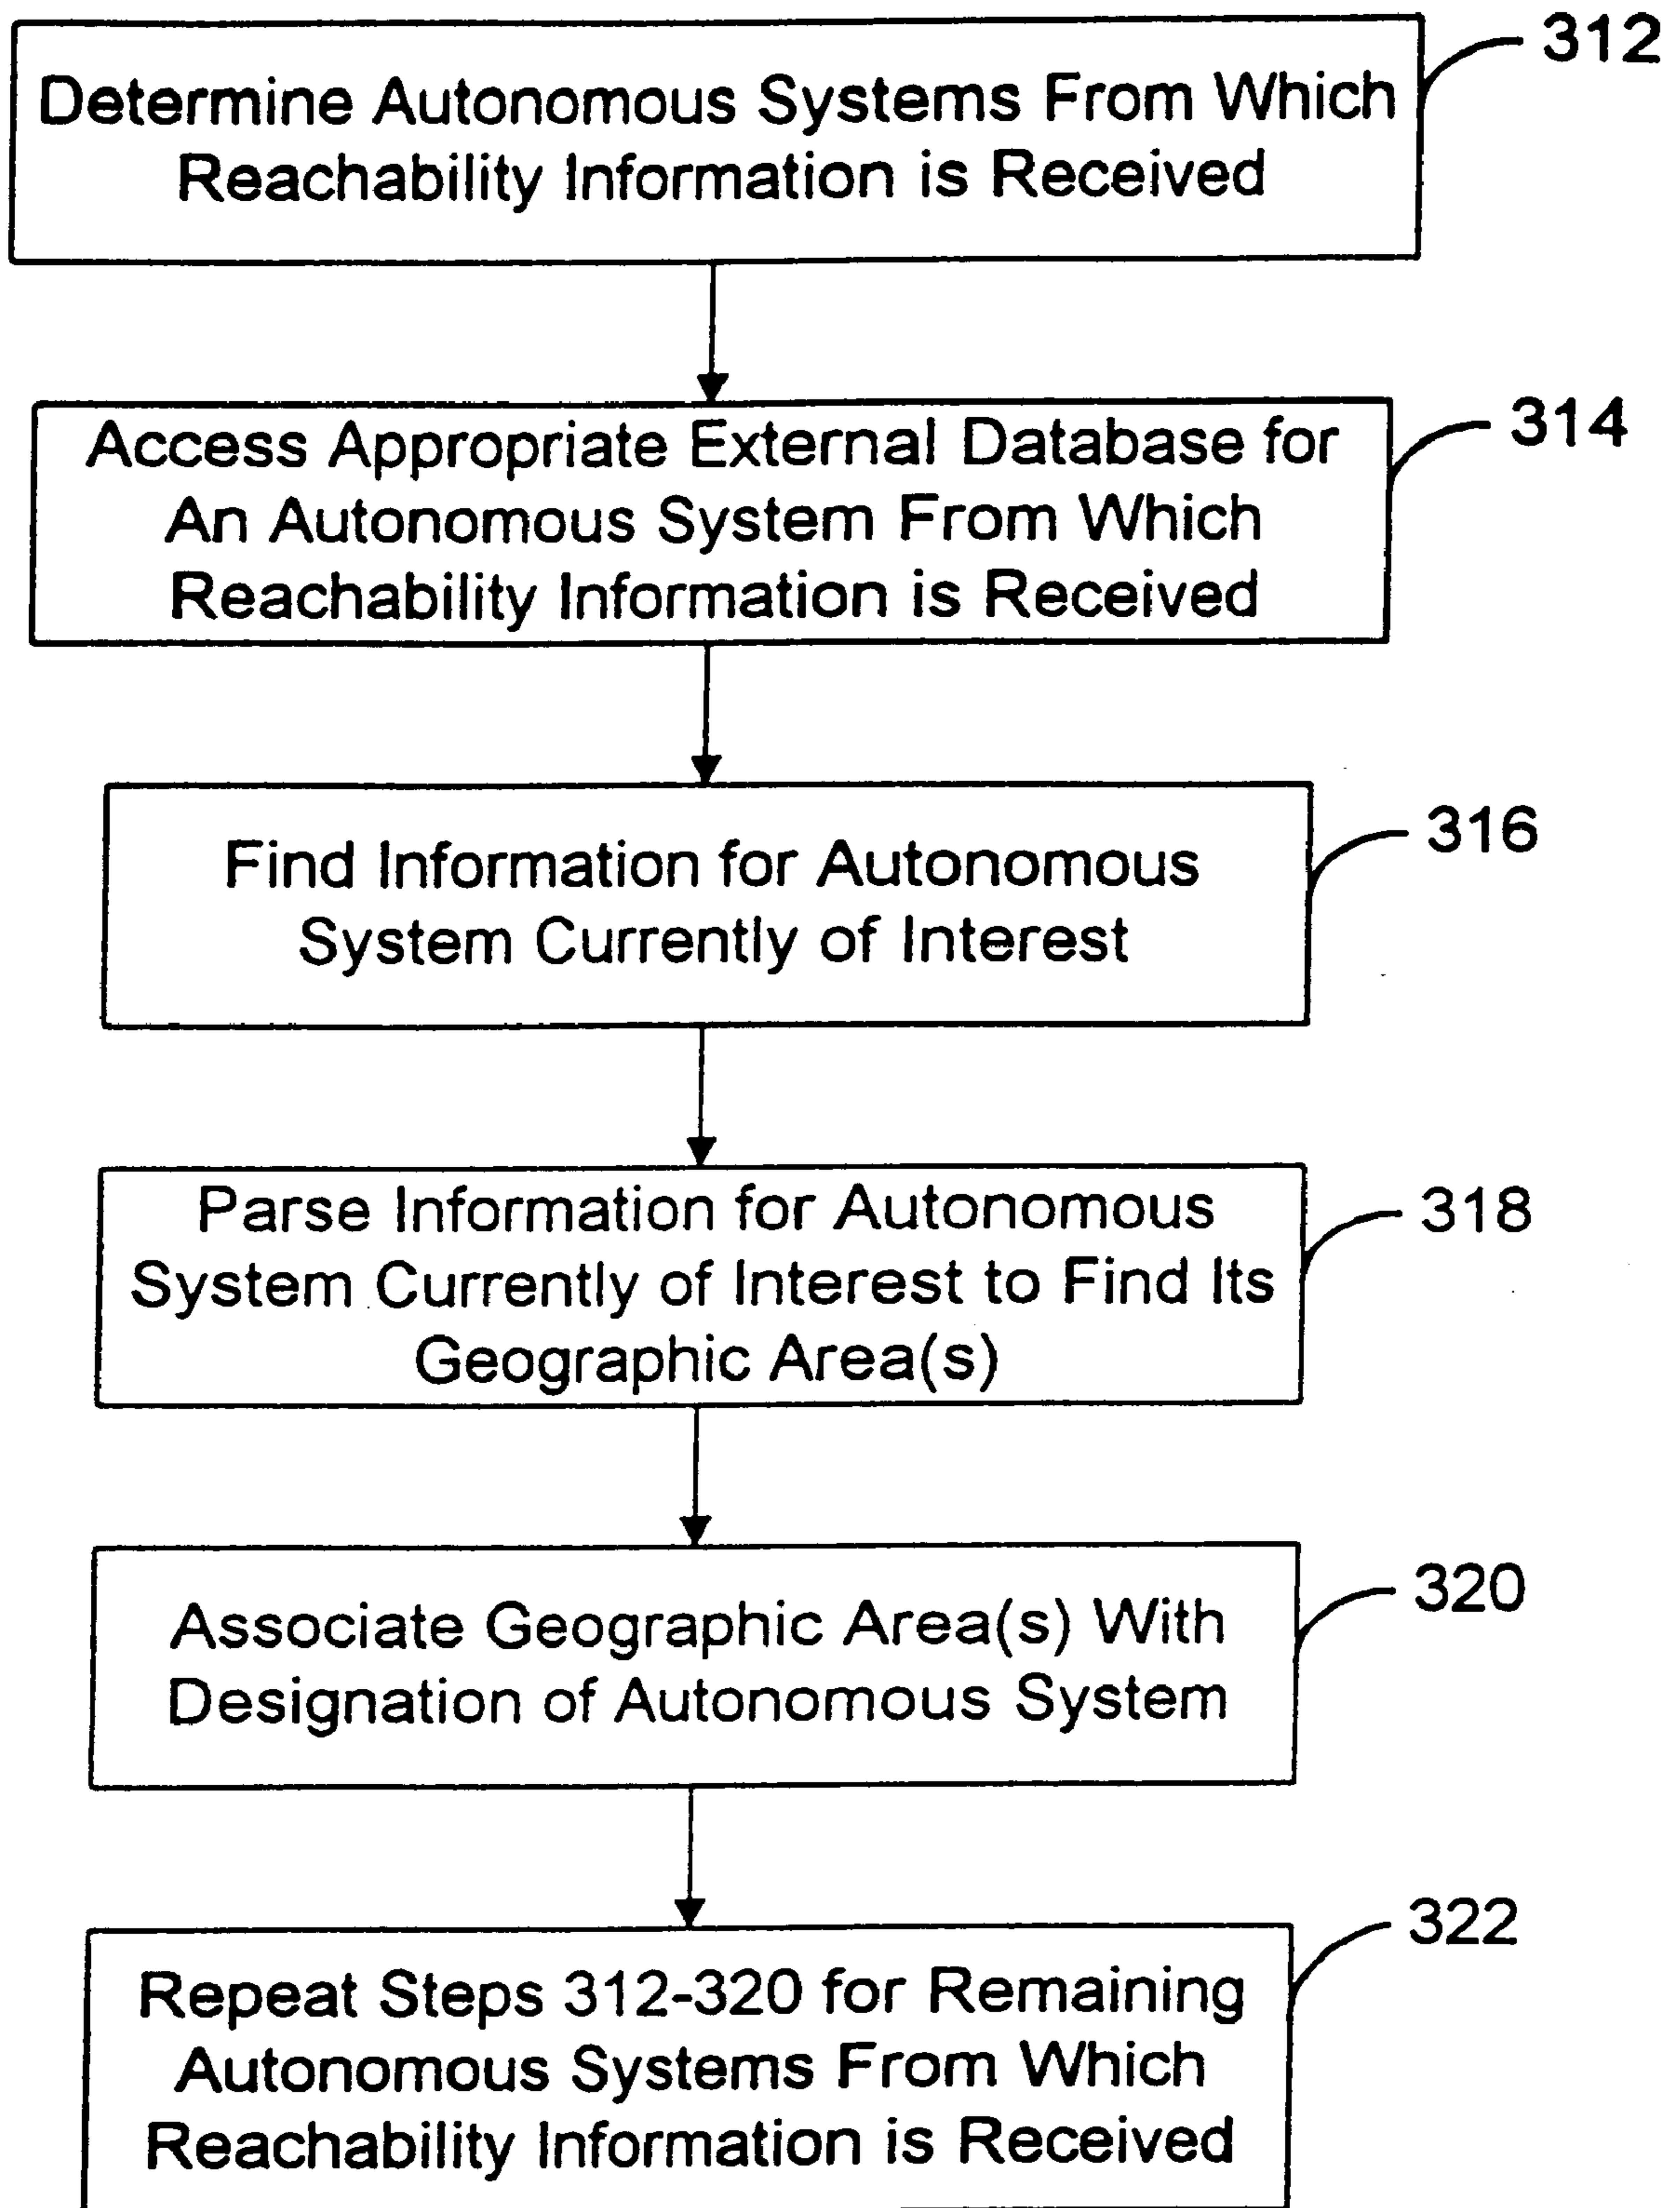 312
Determine Autonomous Systems From Which
Reachability Information is Received
314
Access Appropriate External Database for
An Autonomous System From Which
Reachability Information is Received
316
Find Information for Autonomous
System Currently of Interest
318
Parse Information for Autonomous
System Currently of Interest to Find Its
Geographic Area(s)
320
Associate Geographic Area(s) With
Designation of Autonomous System
322
Repeat Steps 312-320 for Remaining
Autonomous Systems From Which
Reachability Information is Received